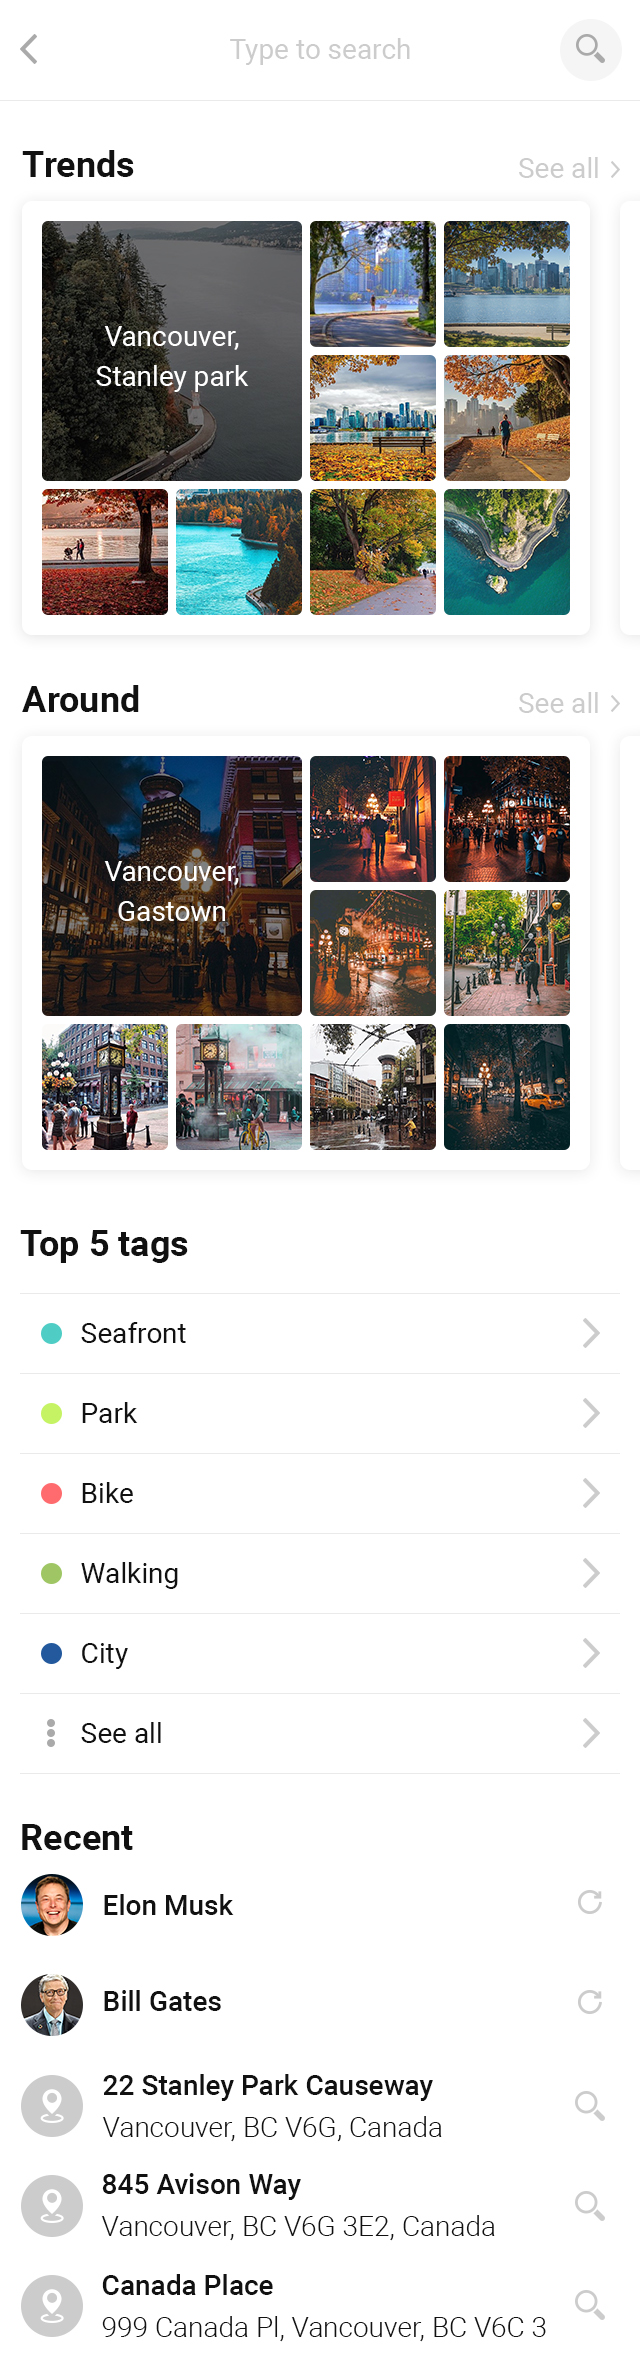 Type to search
Trends
See all
Vancouver,
Stanley park
Around
See all
Vancouver,
Gastown
Top 5 tags
Seafront
Park
Bike
Walking
City
See all
Recent
Elon Musk
Bill Gates
22 Stanley Park Causeway
Vancouver, BC V6G, Canada
845 Avison Way
Vancouver, BC V6G 3E2, Canada
Canada Place
999 Canada Pl, Vancouver, BC V6C 3